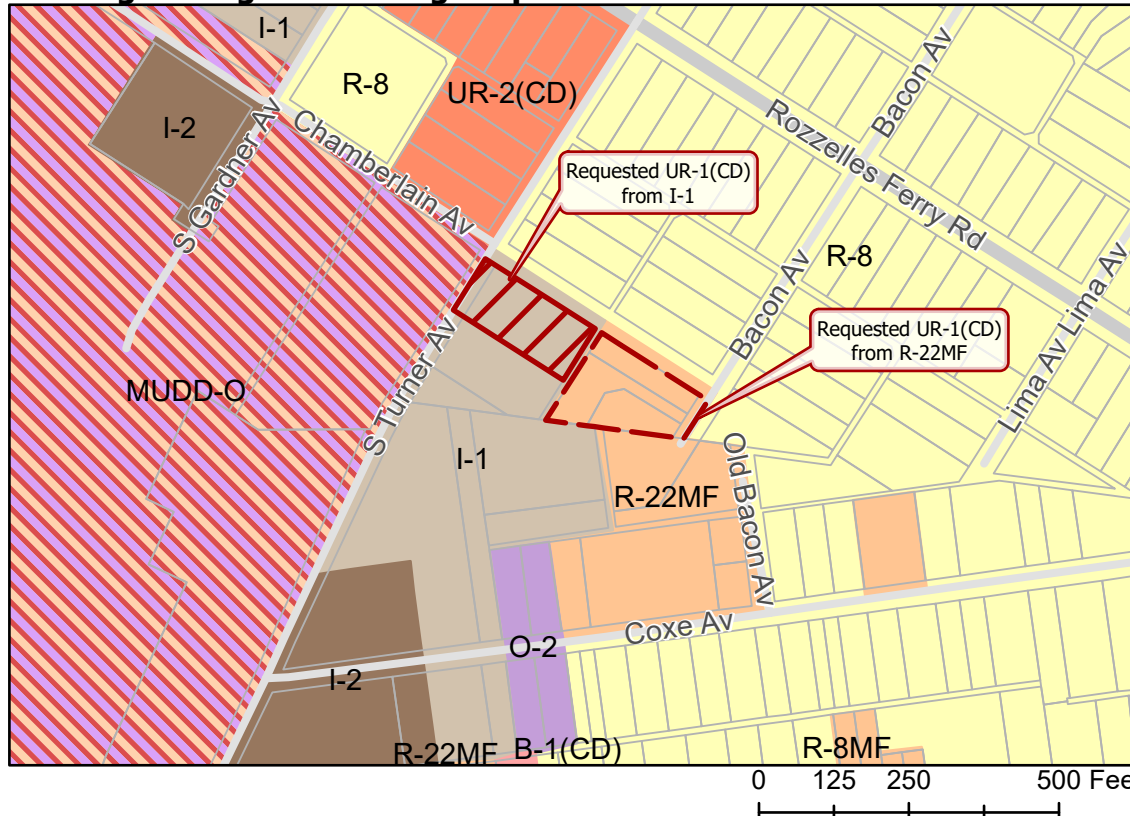 I-1
R-8
UR-2(CD)
I-2
S Gardner Av
Chamberlain Av
Bacon Av
Rozzelles Ferry Rd
Requested UR-1(CD)
from I-1
R-8
Bacon Av
Lima Av
Lima Av
Requested UR-1(CD)
from R-22MF
MUDD-O
S Turner Av
I-1
R-22MF
Old Bacon Av
Coxe Av
O-2
I-2
R-22MF
B-1(CD)
R-8MF
0 125 250 500 Fee